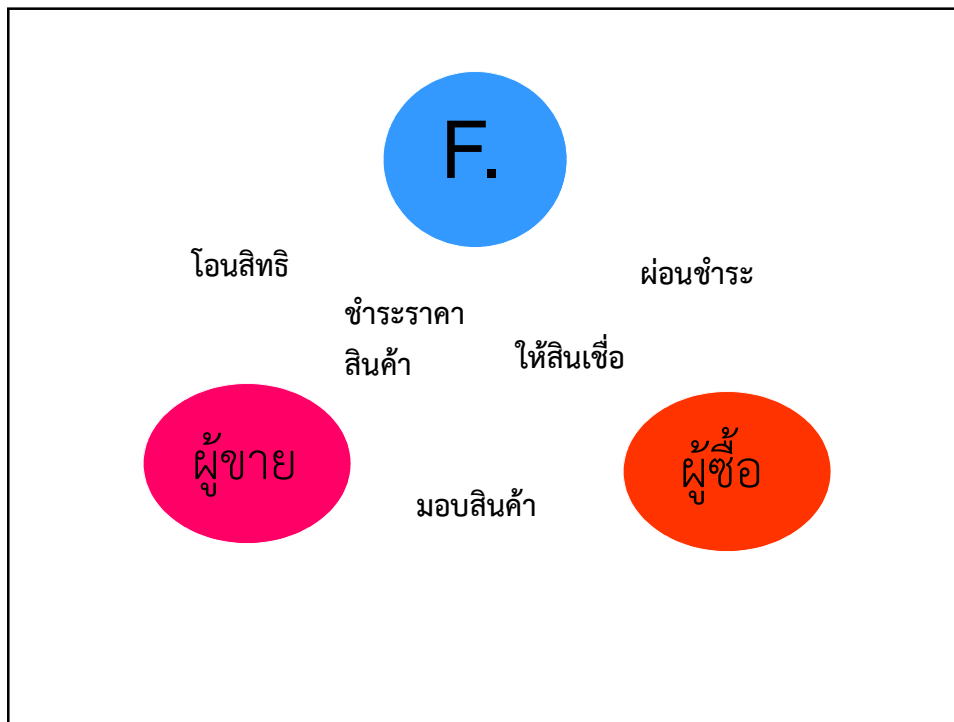 F.
โอนสิทธิ
ผ่อนชำระ
ชำระราคา
สินค้า
ให้สินเชื่อ
ผู้ขาย
ผู้ซื้อ
มอบสินค้า